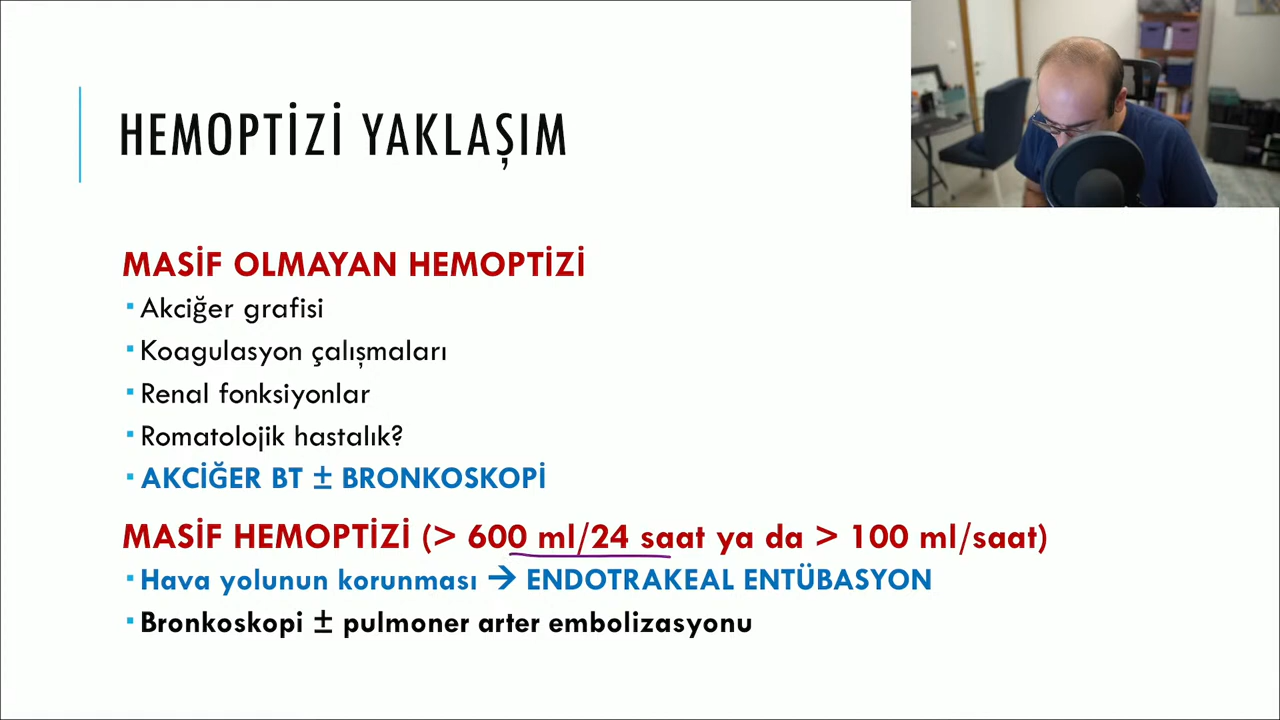 HEMOPTİZİ YAKLAŞIM
MASİF OLMAYAN HEMOPTİZİ
▪ Akciğer grafisi
▪ Koagulasyon çalışmaları
▪ Renal fonksiyonlar
▪ Romatolojik hastalık?
▪ AKCİĞER BT ± BRONKOSKOPİ
MASİF HEMOPTİZİ (> 600 ml/24 saat ya da > 100 ml/saat)
▪ Hava yolunun korunması → ENDOTRAKEAL ENTÜBASYON
▪ Bronkoskopi ± pulmoner arter embolizasyonu